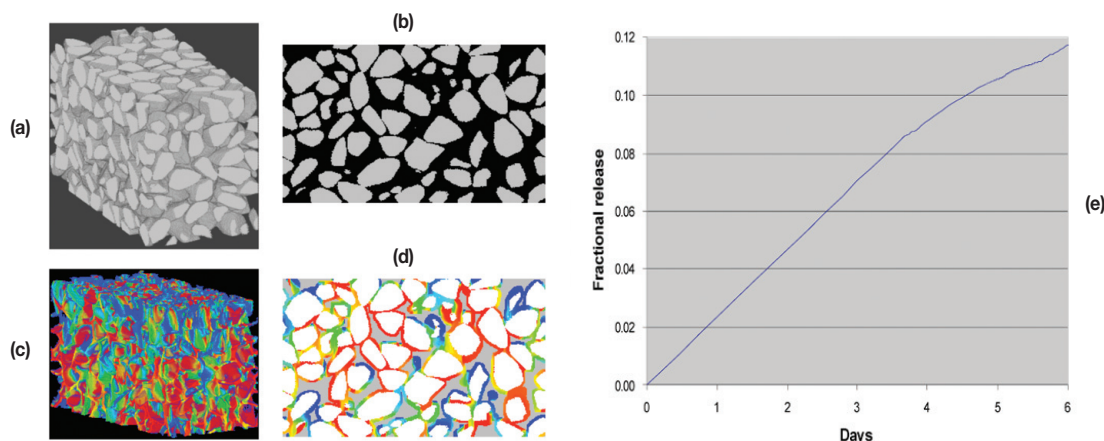 (a)
(b)
(c)
(d)
(e)
Fractional release
0.12
0.10
0.08
0.06
0.04
0.02
0.00
0 1 2 3 4 5 6
Days